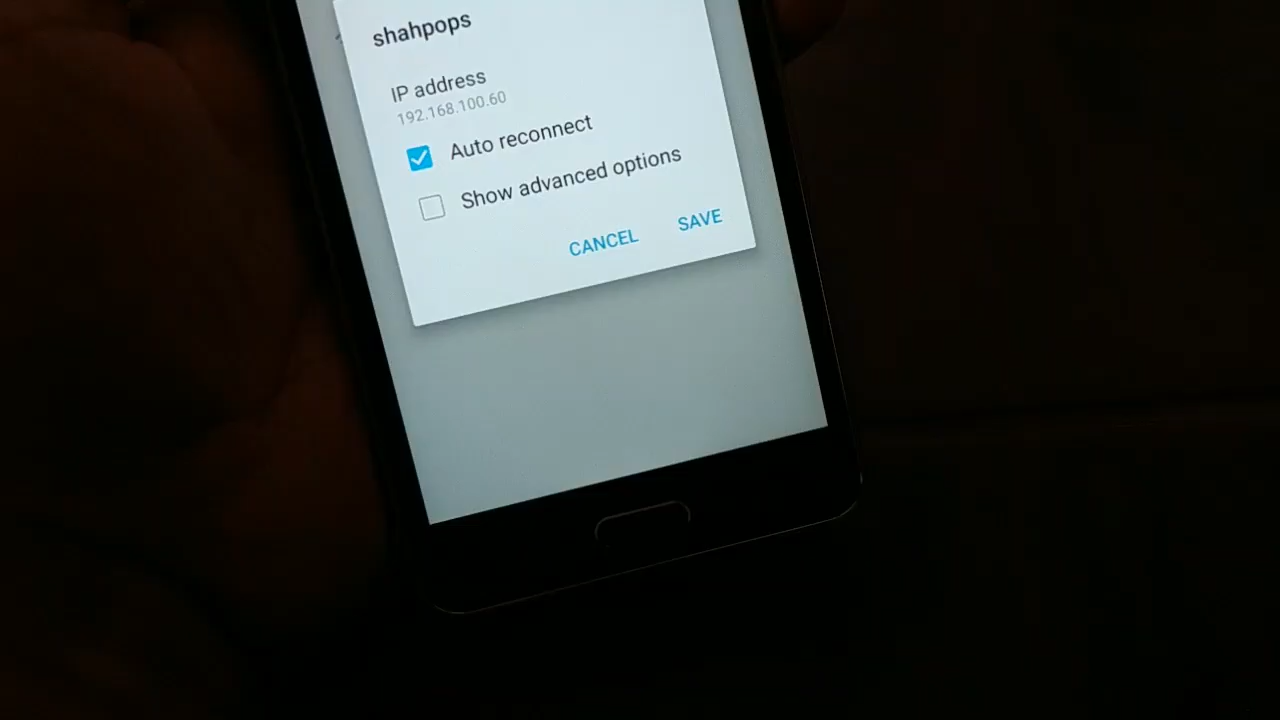 shahpops
IP address
192.168.100.60
Auto reconnect
Show advanced options
CANCEL SAVE